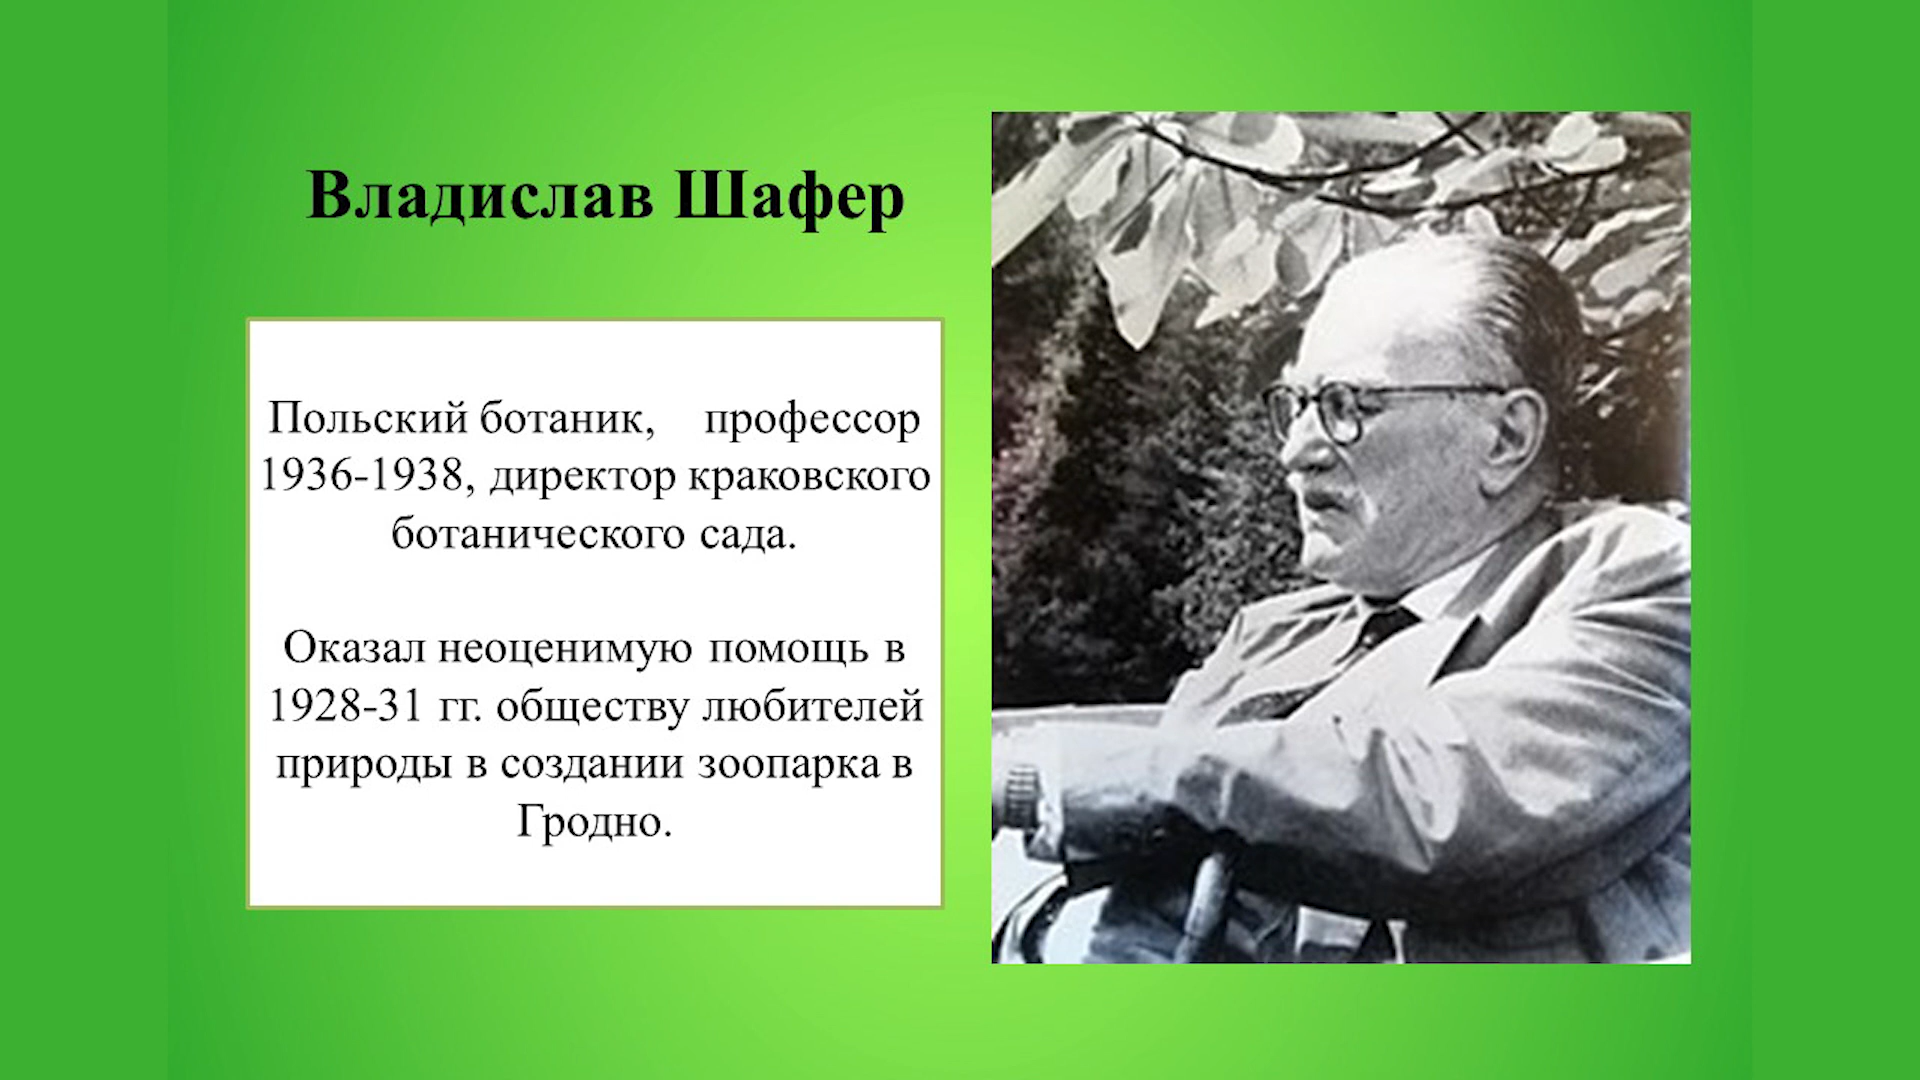 Владислав Шафер
Польский ботаник, профессор
1936-1938, директор краковского
ботанического сада.
Оказал неоценимую помощь в
1928-31 гг. обществу любителей
природы в создании зоопарка в
Гродно.